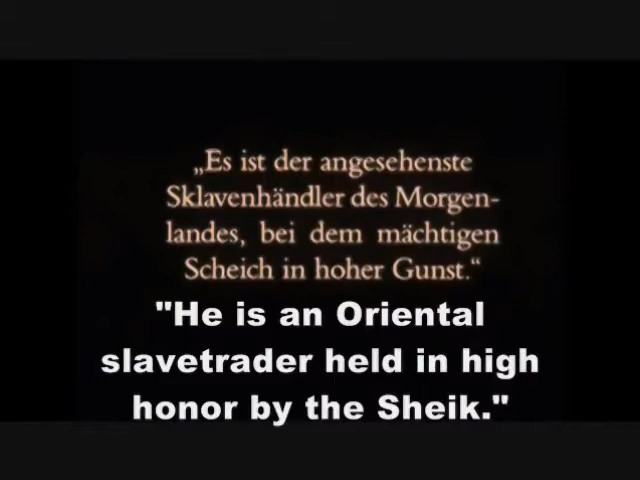 „Es ist der angesehenste
Sklavenhändler des Morgen-
landes, bei dem mächtigen
Scheich in hoher Gunst.“
"He is an Oriental
slavetrader held in high
honor by the Sheik."